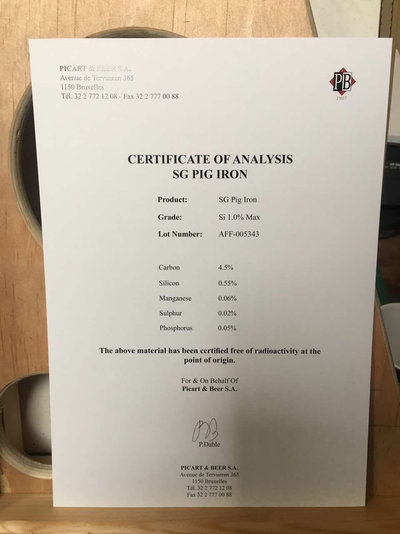 PICART & BEER S.A.
Avenue de Tervueren 365
1150 Bruxelles
Tél. 32 2 772 12 08 - Fax 32 2 777 00 88
PB
CERTIFICATE OF ANALYSIS
SG PIG IRON
Product: SG Pig Iron
Grade: Si 1.0% Max
Lot Number: AFF-005343
Carbon 4.5%
Silicon 0.55%
Manganese 0.06%
Sulphur 0.02%
Phosphorus 0.05%
The above material has been certified free of radioactivity at the
point of origin.
For & On Behalf Of
Picart & Beer S.A.
P.Dable
PICART & BEER S.A.
Avenue de Tervueren 365
1150 Bruxelles
Tél. 32 2 772 12 08
Fax 32 2 777 00 88